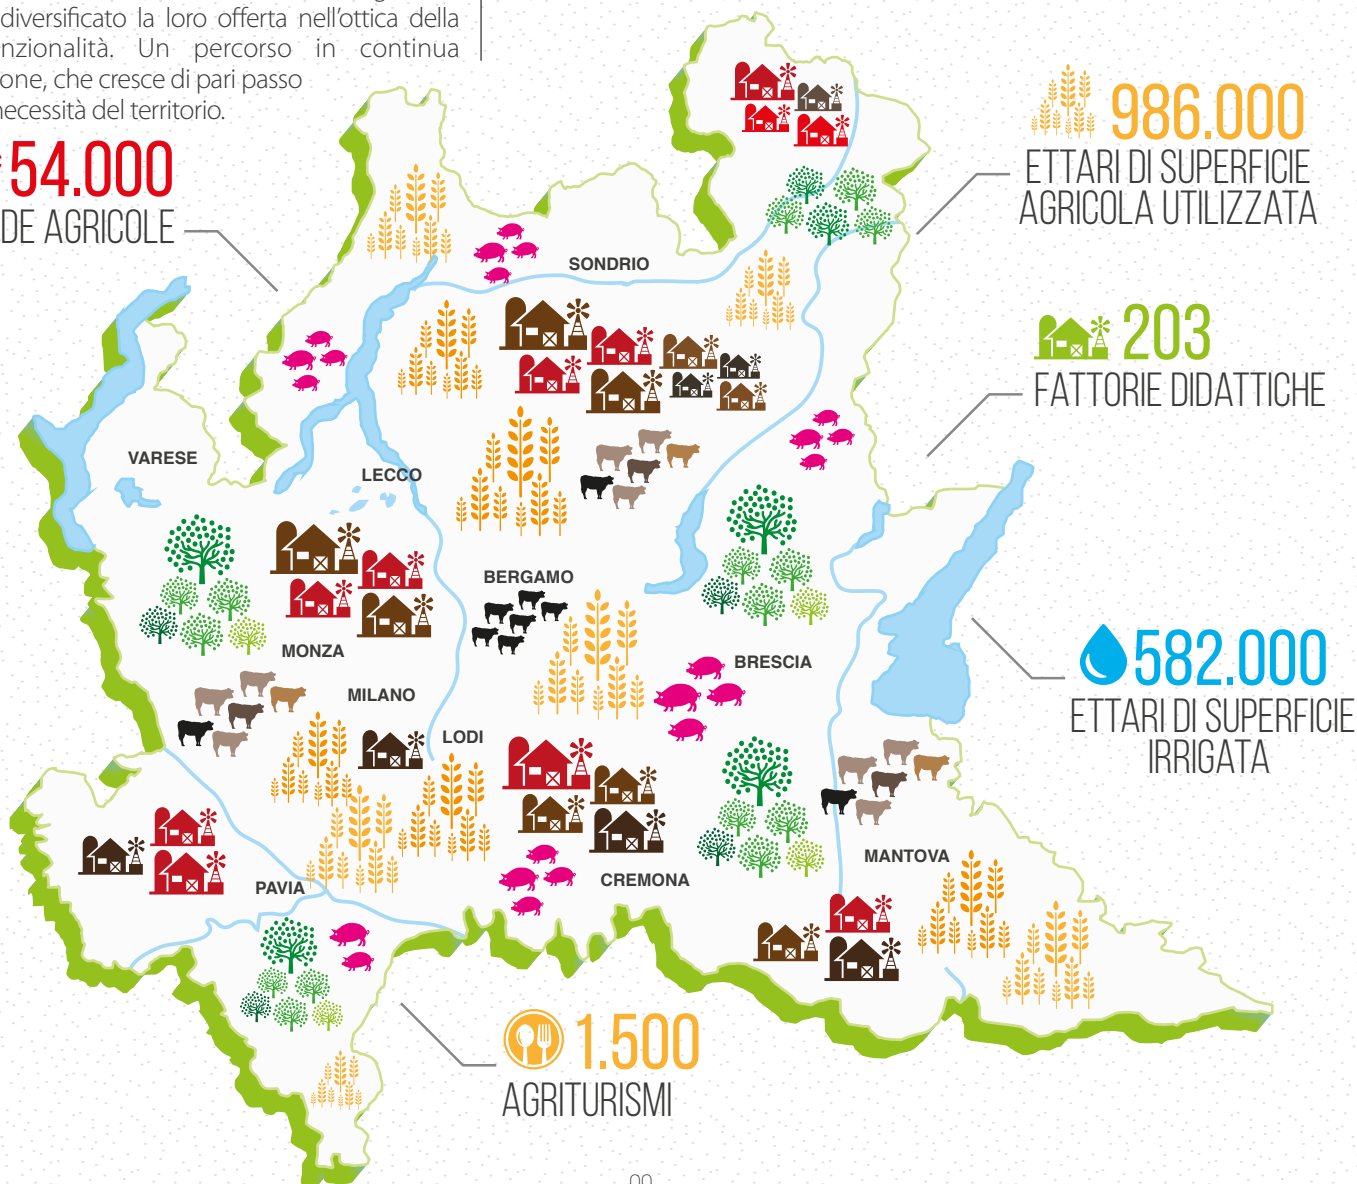 diversificato la loro offerta nell'ottica della
nzionalità. Un percorso in continua
one, che cresce di pari passo
necessità del territorio.
54.000
DE AGRICOLE
986.000
ETTARI DI SUPERFICIE
AGRICOLA UTILIZZATA
SONDRIO
203
FATTORIE DIDATTICHE
VARESE
LECCO
BERGAMO
MONZA
BRESCIA
MILANO
582.000
ETTARI DI SUPERFICIE
IRRIGATA
LODI
MANTOVA
PAVIA
CREMONA
1.500
AGRITURISMI